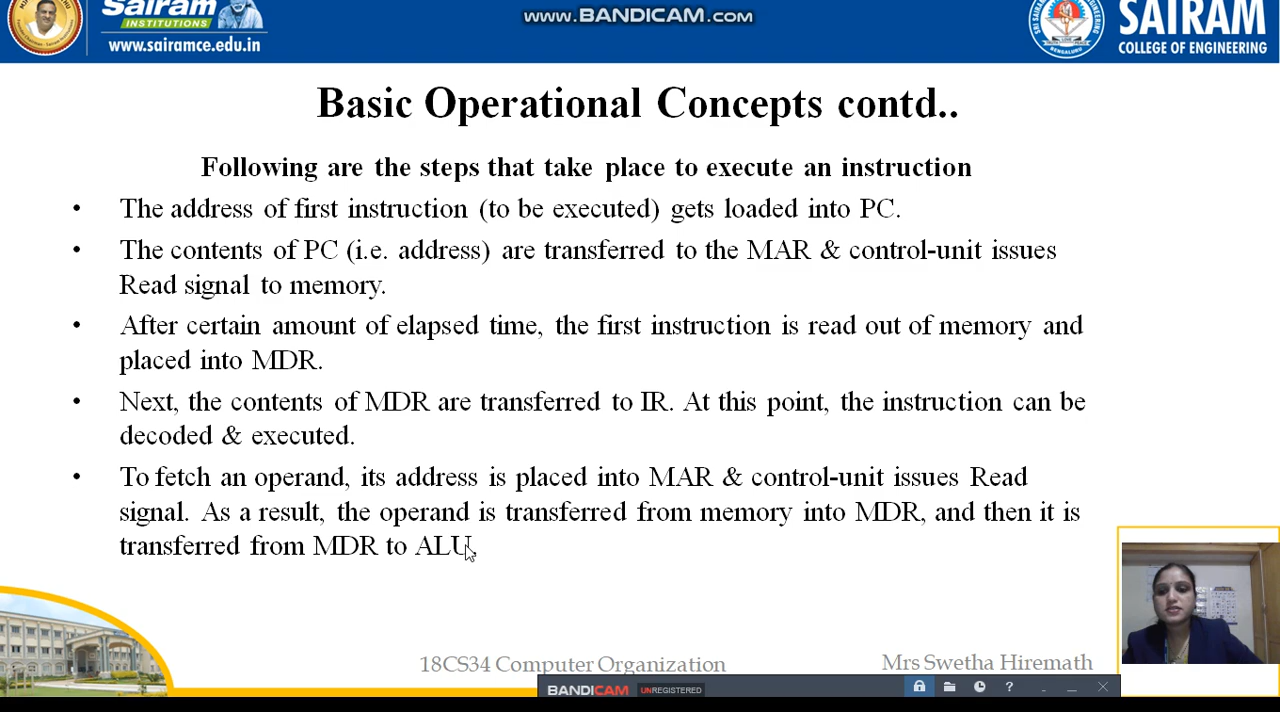 Sairam
INSTITUTIONS
www.sairamce.edu.in
www.BANDICAM.com
SAIRAM
COLLEGE OF ENGINEERING
Basic Operational Concepts contd..
Following are the steps that take place to execute an instruction
• The address of first instruction (to be executed) gets loaded into PC.
• The contents of PC (i.e. address) are transferred to the MAR & control-unit issues
Read signal to memory.
• After certain amount of elapsed time, the first instruction is read out of memory and
placed into MDR.
• Next, the contents of MDR are transferred to IR. At this point, the instruction can be
decoded & executed.
• To fetch an operand, its address is placed into MAR & control-unit issues Read
signal. As a result, the operand is transferred from memory into MDR, and then it is
transferred from MDR to ALU,
18CS34 Computer Organization
Mrs Swetha Hiremath
BANDICAM UNREGISTERED